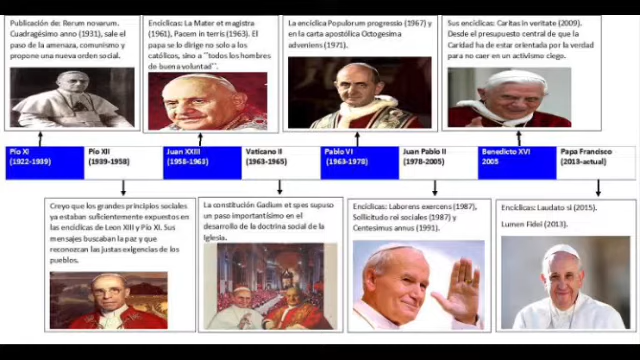 Publicación de: Rerum novarum.
Cuadragésimo anno (1931), sale el
paso de la amenaza, comunismo y
propone una nueva orden social.
Encíclicas: La Mater et magistra
(1961), Pacem in terris (1963). El
papa se lo dirige no solo a los
católicos, sino a ``todos los hombres
de buena voluntad``.
La encíclica Populorum progressio (1967) y
en la carta apostólica Octogesima
adveniens (1971).
Sus encíclicas: Caritas in veritate (2009).
Desde el presupuesto central de que la
Caridad ha de estar orientada por la verdad
para no caer en un activismo ciego.
Pío XI
(1922-1939)
Pío XII
(1939-1958)
Juan XXIII
(1958-1963)
Vaticano II
(1963-1965)
Pablo VI
(1963-1978)
Juan Pablo II
(1978-2005)
Benedicto XVI
2005
Papa Francisco
(2013-actual)
Creyo que los grandes principios sociales
ya estaban suficientemente expuestos en
las encíclicas de Leon XIII y Pío XI. Sus
mensajes buscaban la paz y que
reconozcan las justas exigencias de los
pueblos.
La constitución Gadium et spes supuso
un paso importantísimo en el
desarrollo de la doctrina social de la
Iglesia.
Encíclicas: Laborens exercens (1987),
Sollicitudo rei sociales (1987) y
Centesimus annus (1991).
Encíclicas: Laudato si (2015).
Lumen Fidei (2013).